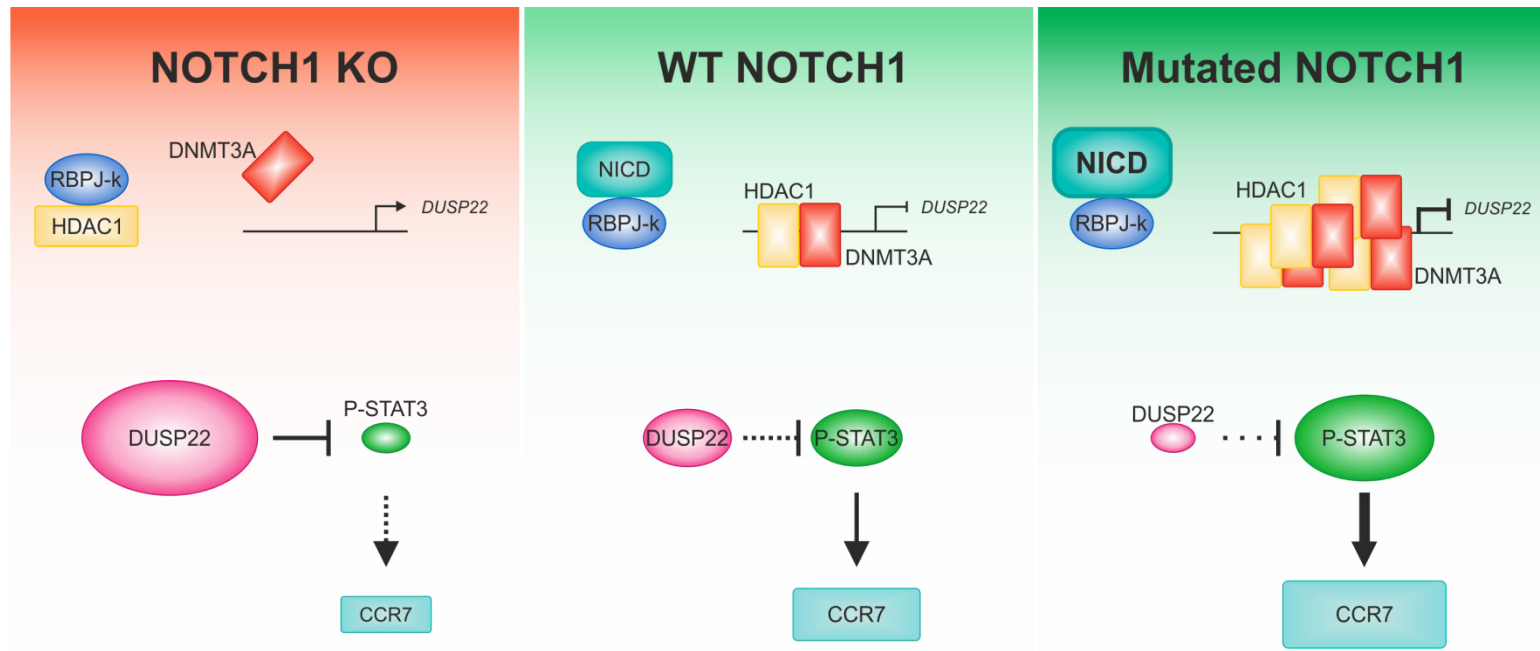 NOTCH1 KO
DNMT3A
RBPJ-k
HDAC1
DUSP22
P-STAT3
DUSP22
CCR7
WT NOTCH1
NICD
HDAC1
RBPJ-k
DUSP22
DNMT3A
DUSP22
P-STAT3
CCR7
Mutated NOTCH1
NICD
HDAC1
RBPJ-k
DUSP22
DNMT3A
DUSP22
P-STAT3
CCR7